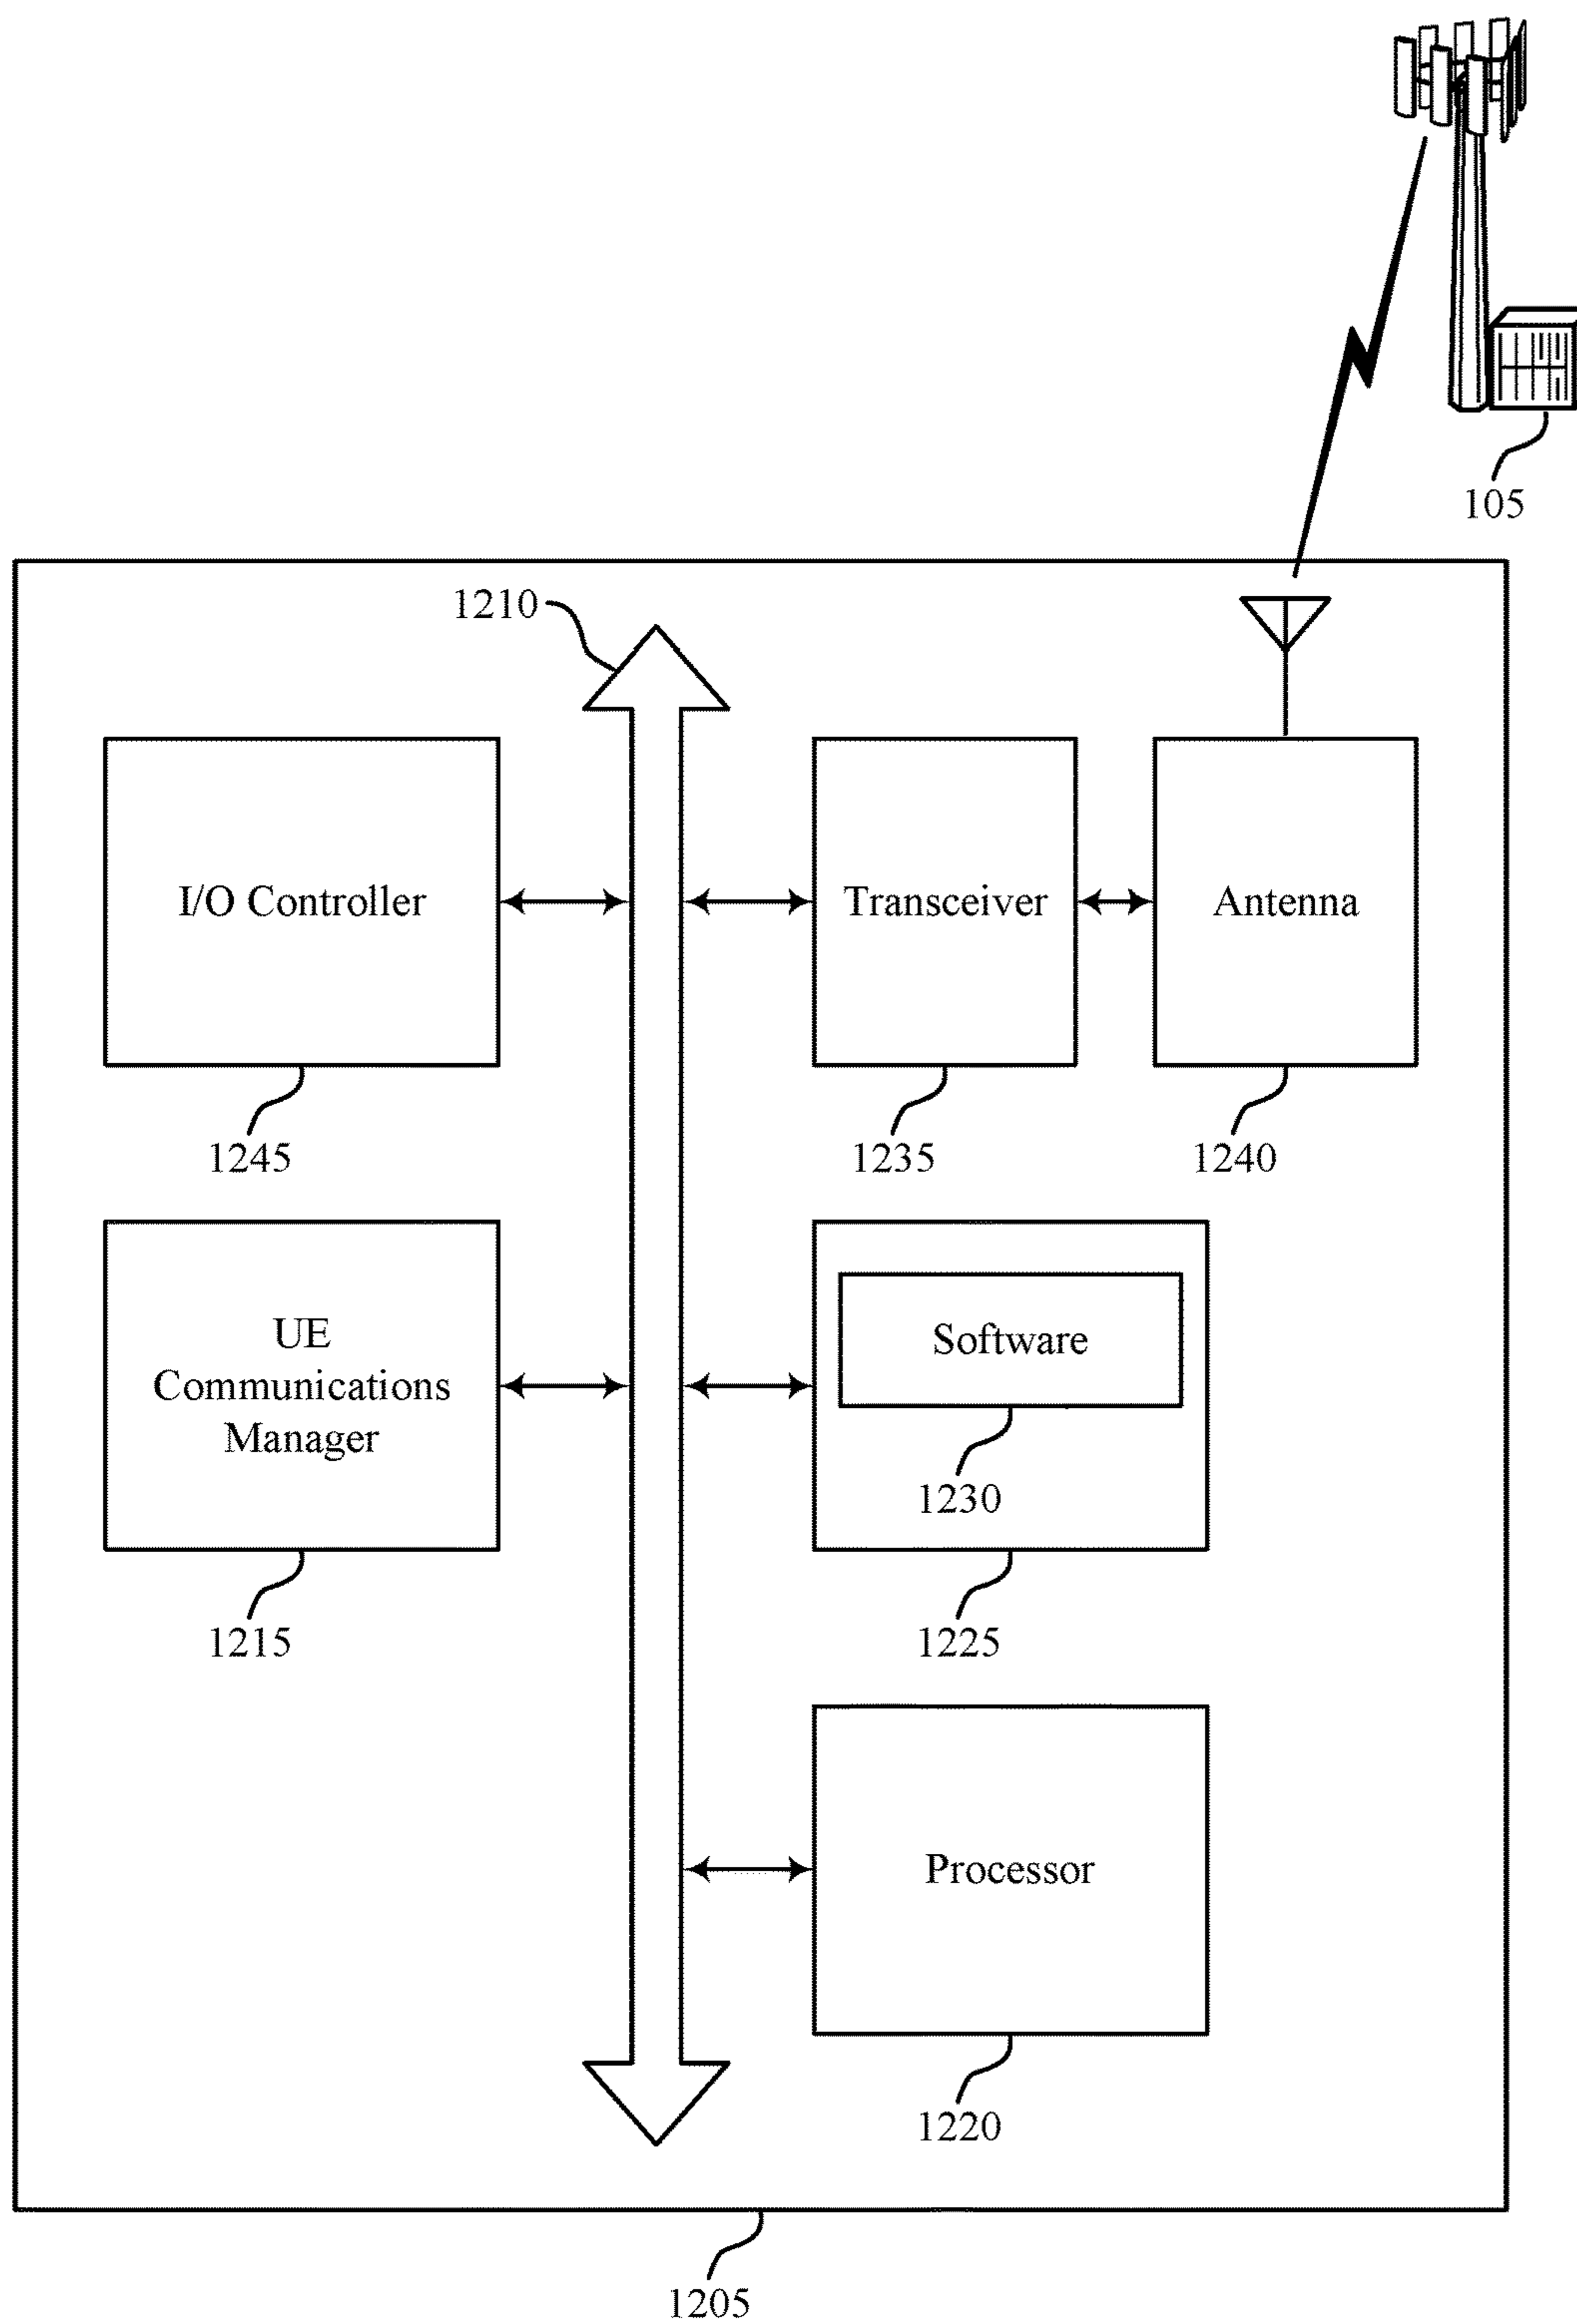 105
1210
I/O Controller
Transceiver
Antenna
1245
1235
1240
UE
Communications
Manager
Software
1230
1215
1225
Processor
1220
1205